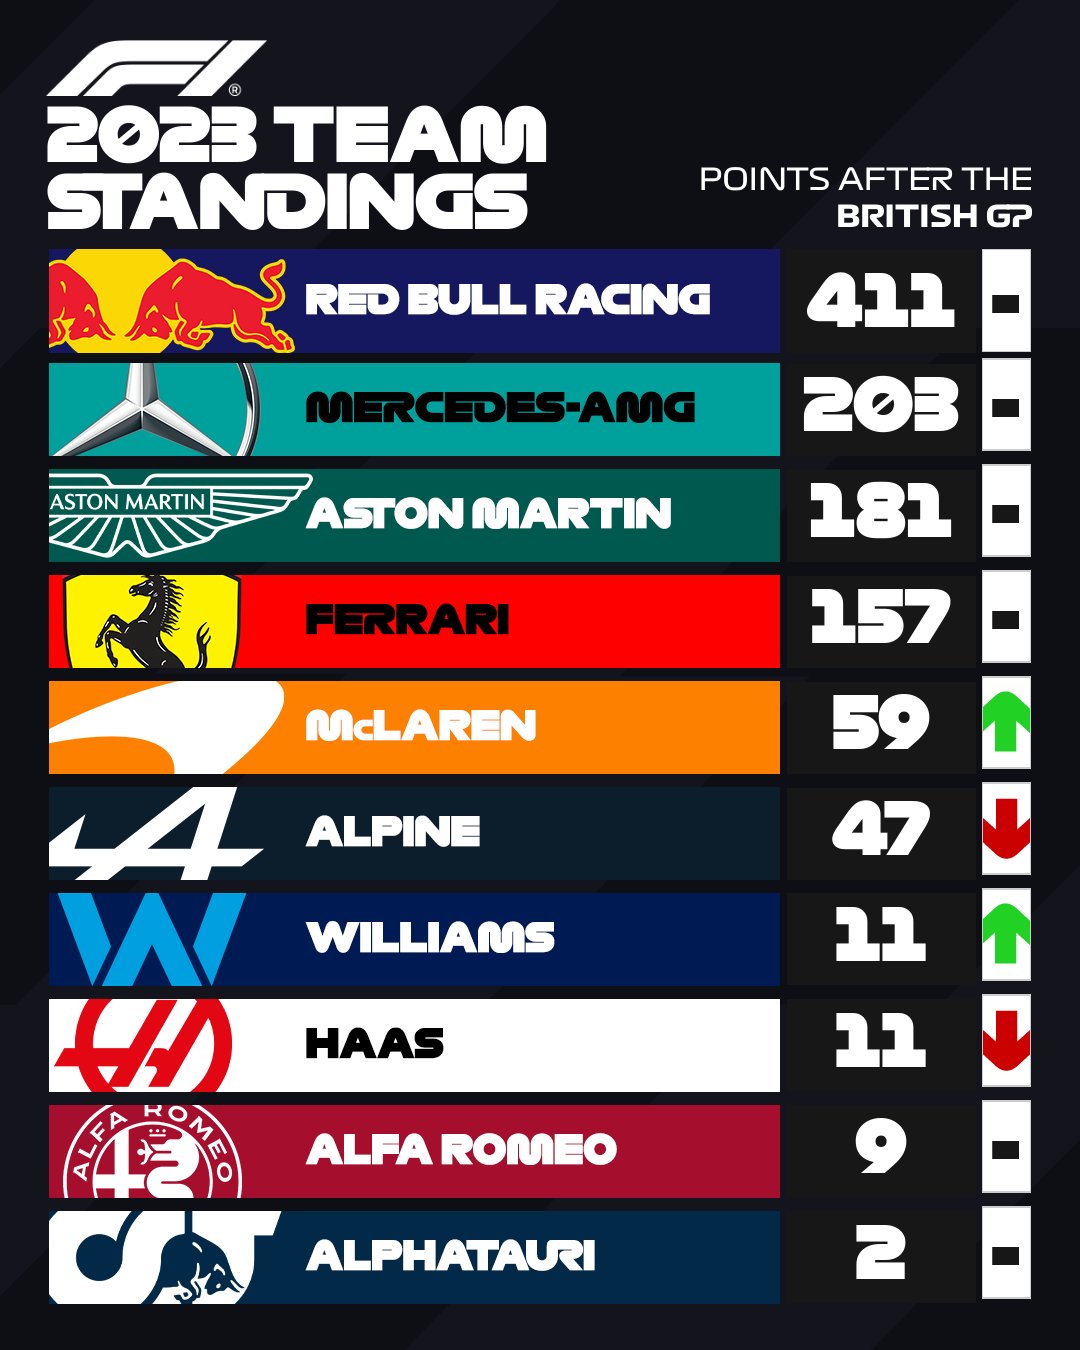 F1®
2023 TEAM
STANDINGS
POINTS AFTER THE
BRITISH GP
RED BULL RACING 411 -
MERCEDES-AMG 203 -
ASTON MARTIN ASTON MARTIN 181 -
FERRARI 157 -
McLAREN 59
ALPINE 47
WILLIAMS 11
HAAS 11
ALFA ROMEO ALFA ROMEO 9 -
ALPHATAURI 2 -